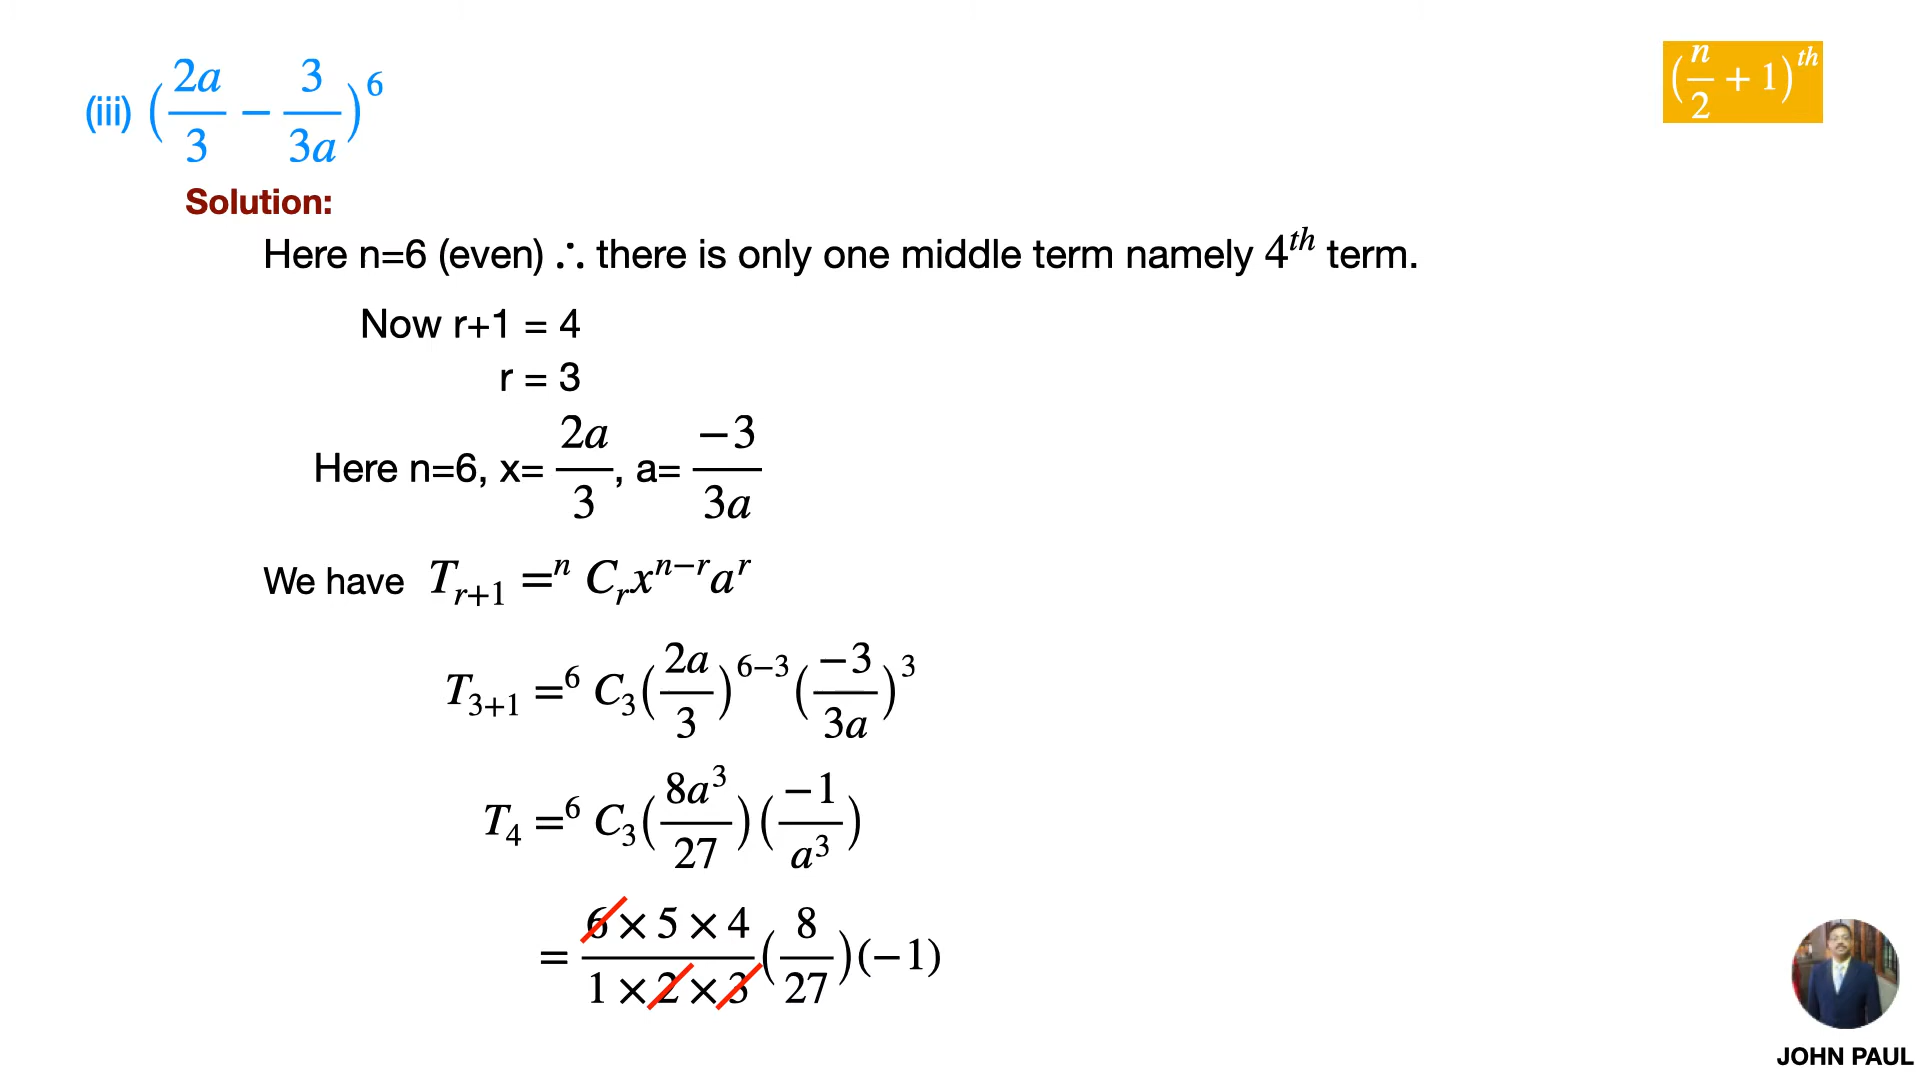 (iii) (2a/3 − 3/3a)^6
(n/2 + 1)^th
Solution:
Here n=6 (even) ∴ there is only one middle term namely 4^th term.
Now r+1 = 4
r = 3
Here n=6, x= 2a/3, a= −3/3a
We have T_{r+1} =^n C_r x^{n−r} a^r
T_{3+1} =^6 C_3 (2a/3)^{6−3} (−3/3a)^3
T_4 =^6 C_3 (8a^3/27) (−1/a^3)
= 6 × 5 × 4 / 1 × 2 × 3 (8/27) (−1)
JOHN PAUL